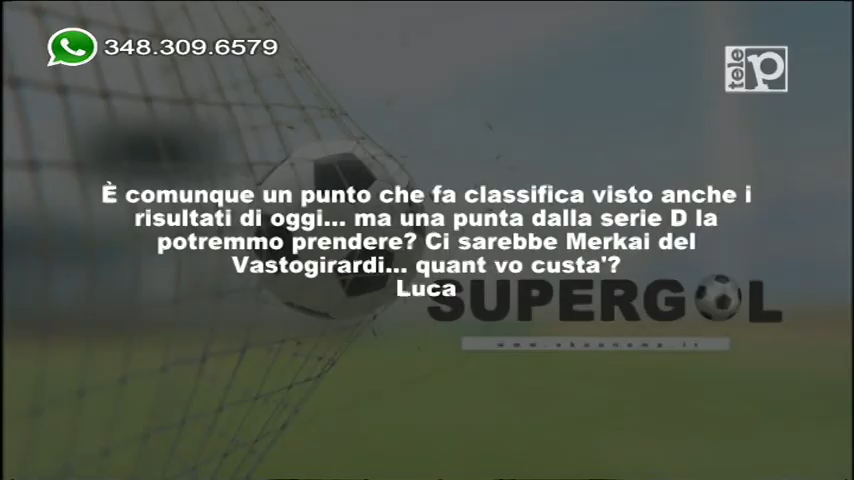 348.309.6579
tele p
È comunque un punto che fa classifica visto anche i
risultati di oggi... ma una punta dalla serie D la
potremmo prendere? Ci sarebbe Merkai del
Vastogirardi... quant vo custa'?
Luca
SUPERGOL